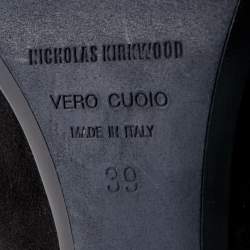 NICHOLAS KIRKWOOD
VERO CUOIO
MADE IN ITALY
39